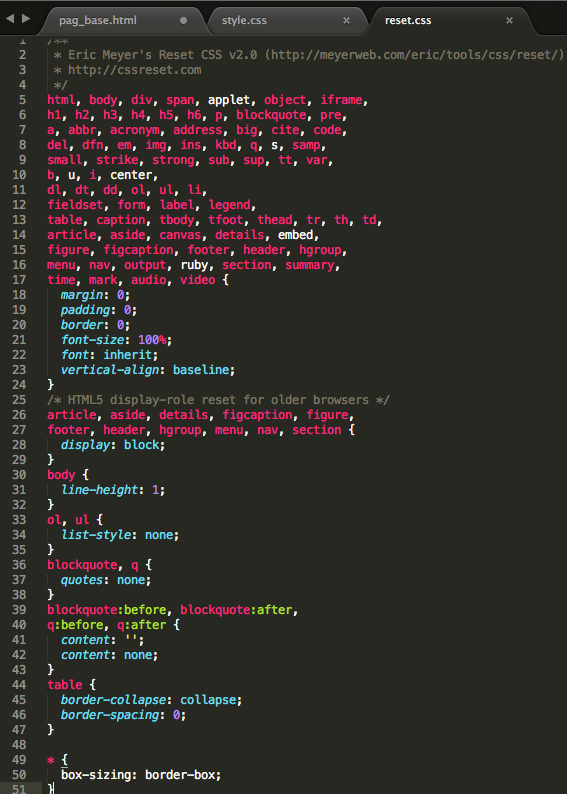 pag_base.html style.css reset.css
1 /**
2 * Eric Meyer's Reset CSS v2.0 (http://meyerweb.com/eric/tools/css/reset/)
3 * http://cssreset.com
4 */
5 html, body, div, span, applet, object, iframe,
6 h1, h2, h3, h4, h5, h6, p, blockquote, pre,
7 a, abbr, acronym, address, big, cite, code,
8 del, dfn, em, img, ins, kbd, q, s, samp,
9 small, strike, strong, sub, sup, tt, var,
10 b, u, i, center,
11 dl, dt, dd, ol, ul, li,
12 fieldset, form, label, legend,
13 table, caption, tbody, tfoot, thead, tr, th, td,
14 article, aside, canvas, details, embed,
15 figure, figcaption, footer, header, hgroup,
16 menu, nav, output, ruby, section, summary,
17 time, mark, audio, video {
18 margin: 0;
19 padding: 0;
20 border: 0;
21 font-size: 100%;
22 font: inherit;
23 vertical-align: baseline;
24 }
25 /* HTML5 display-role reset for older browsers */
26 article, aside, details, figcaption, figure,
27 footer, header, hgroup, menu, nav, section {
28 display: block;
29 }
30 body {
31 line-height: 1;
32 }
33 ol, ul {
34 list-style: none;
35 }
36 blockquote, q {
37 quotes: none;
38 }
39 blockquote:before, blockquote:after,
40 q:before, q:after {
41 content: '';
42 content: none;
43 }
44 table {
45 border-collapse: collapse;
46 border-spacing: 0;
47 }
48
49 * {
50 box-sizing: border-box;
51 }